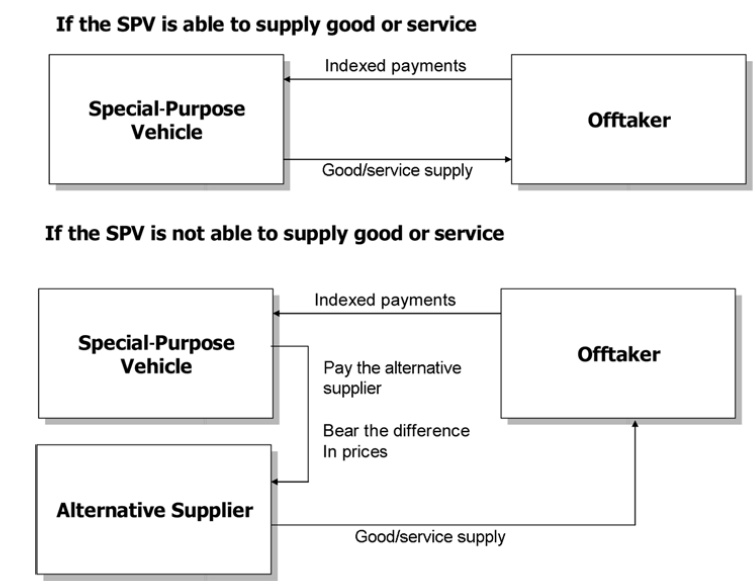 If the SPV is able to supply good or service
Indexed payments
Special-Purpose
Vehicle
Offtaker
Good/service supply
If the SPV is not able to supply good or service
Indexed payments
Special-Purpose
Vehicle
Offtaker
Pay the alternative
supplier
Bear the difference
In prices
Alternative Supplier
Good/service supply